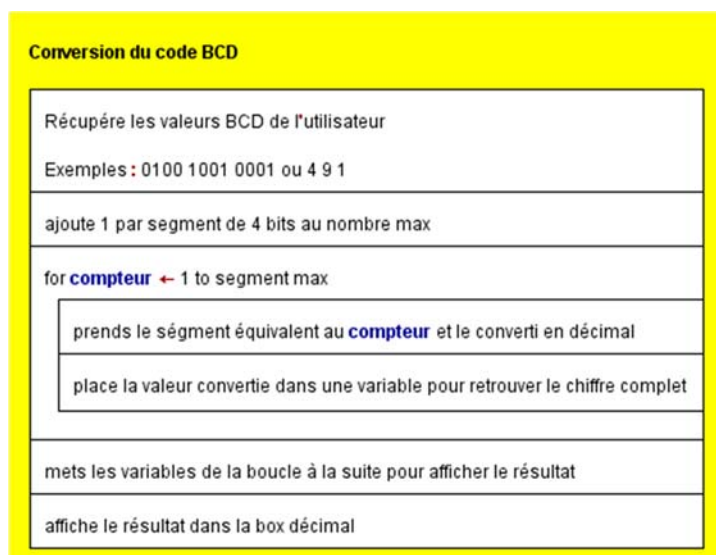 Conversion du code BCD
Récupére les valeurs BCD de l'utilisateur
Exemples : 0100 1001 0001 ou 4 9 1
ajoute 1 par segment de 4 bits au nombre max
for compteur ← 1 to segment max
prends le ségment équivalent au compteur et le converti en décimal
place la valeur convertie dans une variable pour retrouver le chiffre complet
mets les variables de la boucle à la suite pour afficher le résultat
affiche le résultat dans la box décimal